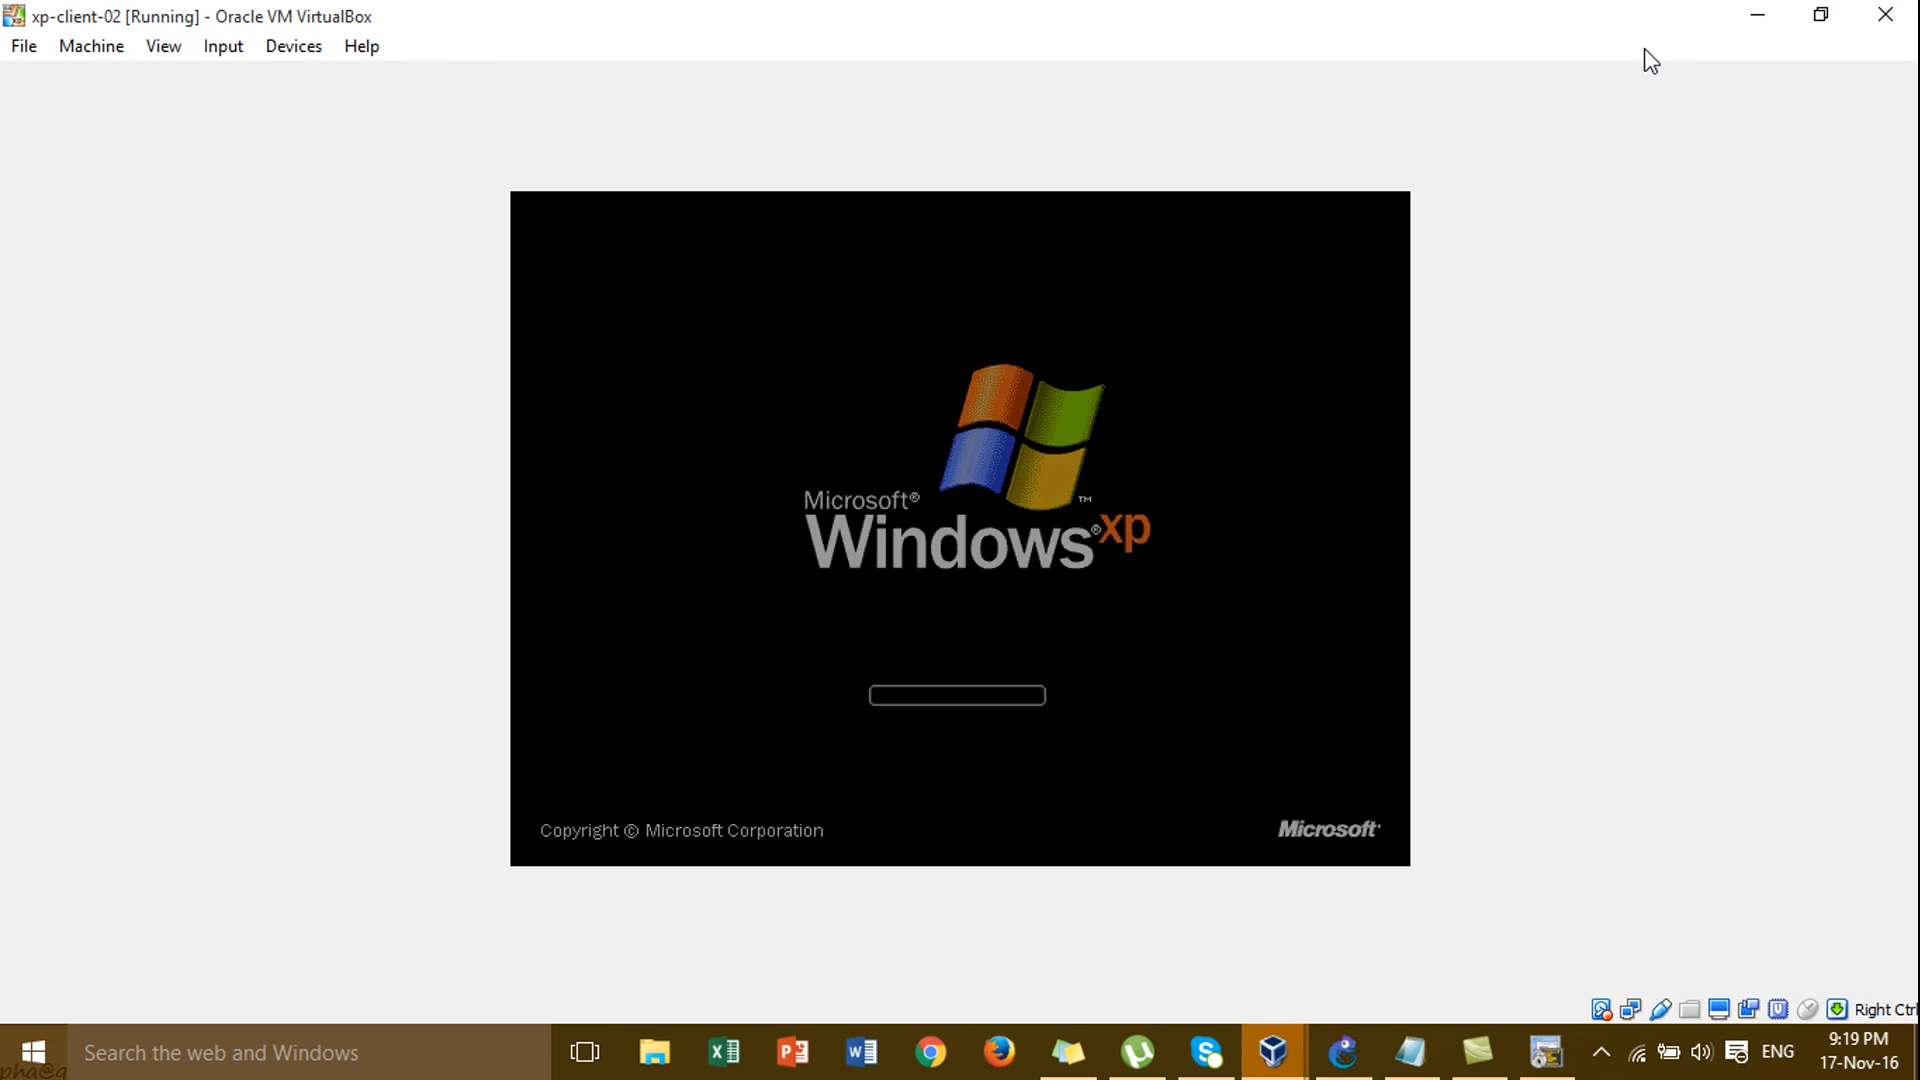 xp-client-02 [Running] - Oracle VM VirtualBox
File Machine View Input Devices Help
Microsoft®
Windows® xp ™
Copyright © Microsoft Corporation
Microsoft®
Right Ctrl
Search the web and Windows
ENG
9:19 PM
17-Nov-16
pha@q